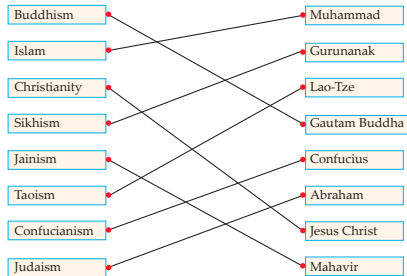 Buddhism
Muhammad
Islam
Gurunanak
Christianity
Lao-Tze
Sikhism
Gautam Buddha
Jainism
Confucius
Taoism
Abraham
Confucianism
Jesus Christ
Judaism
Mahavir